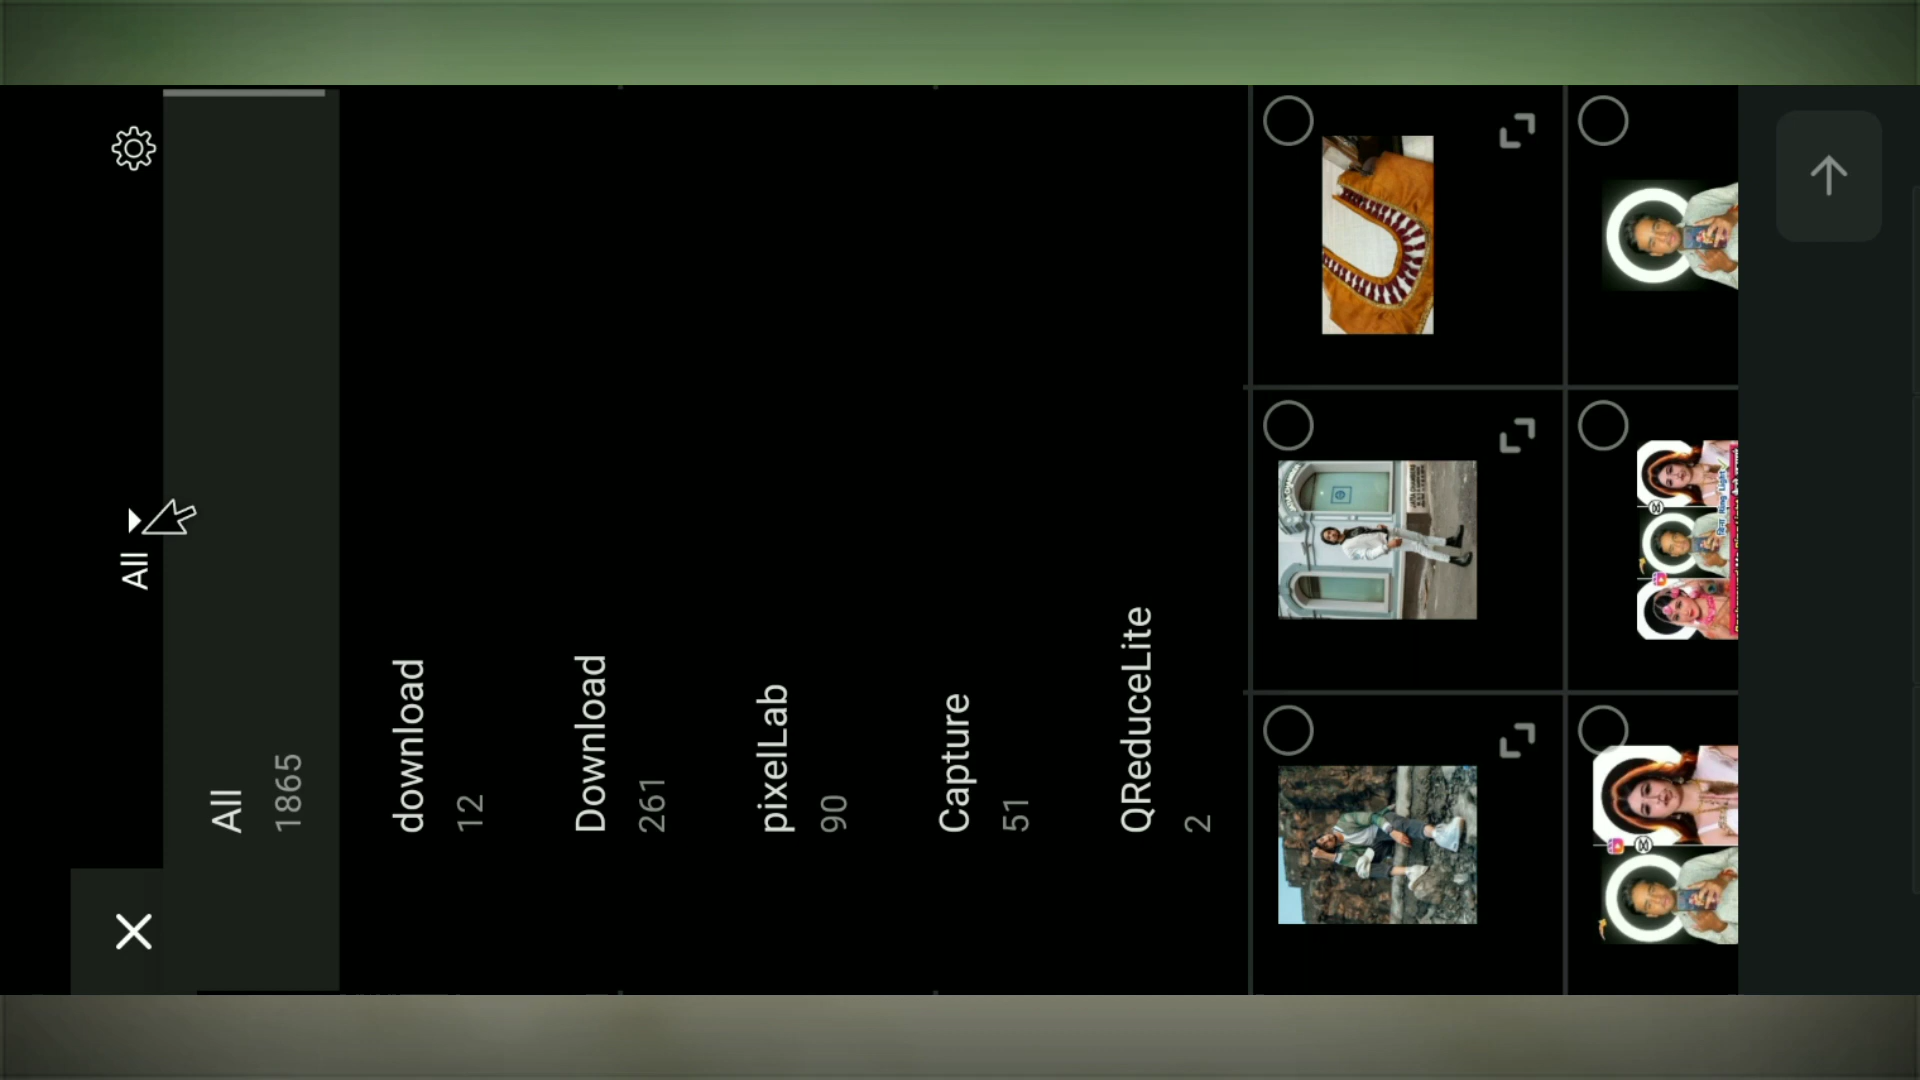 All
All
1865
download
12
Download
261
pixelLab
90
Capture
51
QReduceLite
2